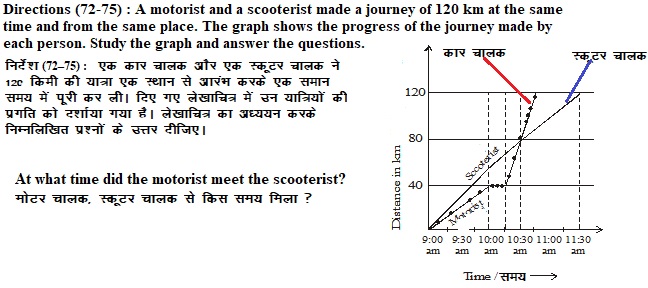 Directions (72-75) : A motorist and a scooterist made a journey of 120 km at the same
time and from the same place. The graph shows the progress of the journey made by
each person. Study the graph and answer the questions.
निर्देश (72-75) : एक कार चालक और एक स्कूटर चालक ने
120 किमी की यात्रा एक स्थान से आरंभ करके एक समान
समय में पूरी कर ली। दिए गए लेखाचित्र में उन यात्रियों की
प्रगति को दर्शाया गया है। लेखाचित्र का अध्ययन करके
निम्नलिखित प्रश्नों के उत्तर दीजिए।
At what time did the motorist meet the scooterist?
मोटर चालक, स्कूटर चालक से किस समय मिला ?
कार चालक
स्कूटर चालक
120
80
40
Distance in km
Scooterist
Motorist
9:00 9:30 10:00 10:30 11:00 11:30
am am am am am am
Time /समय